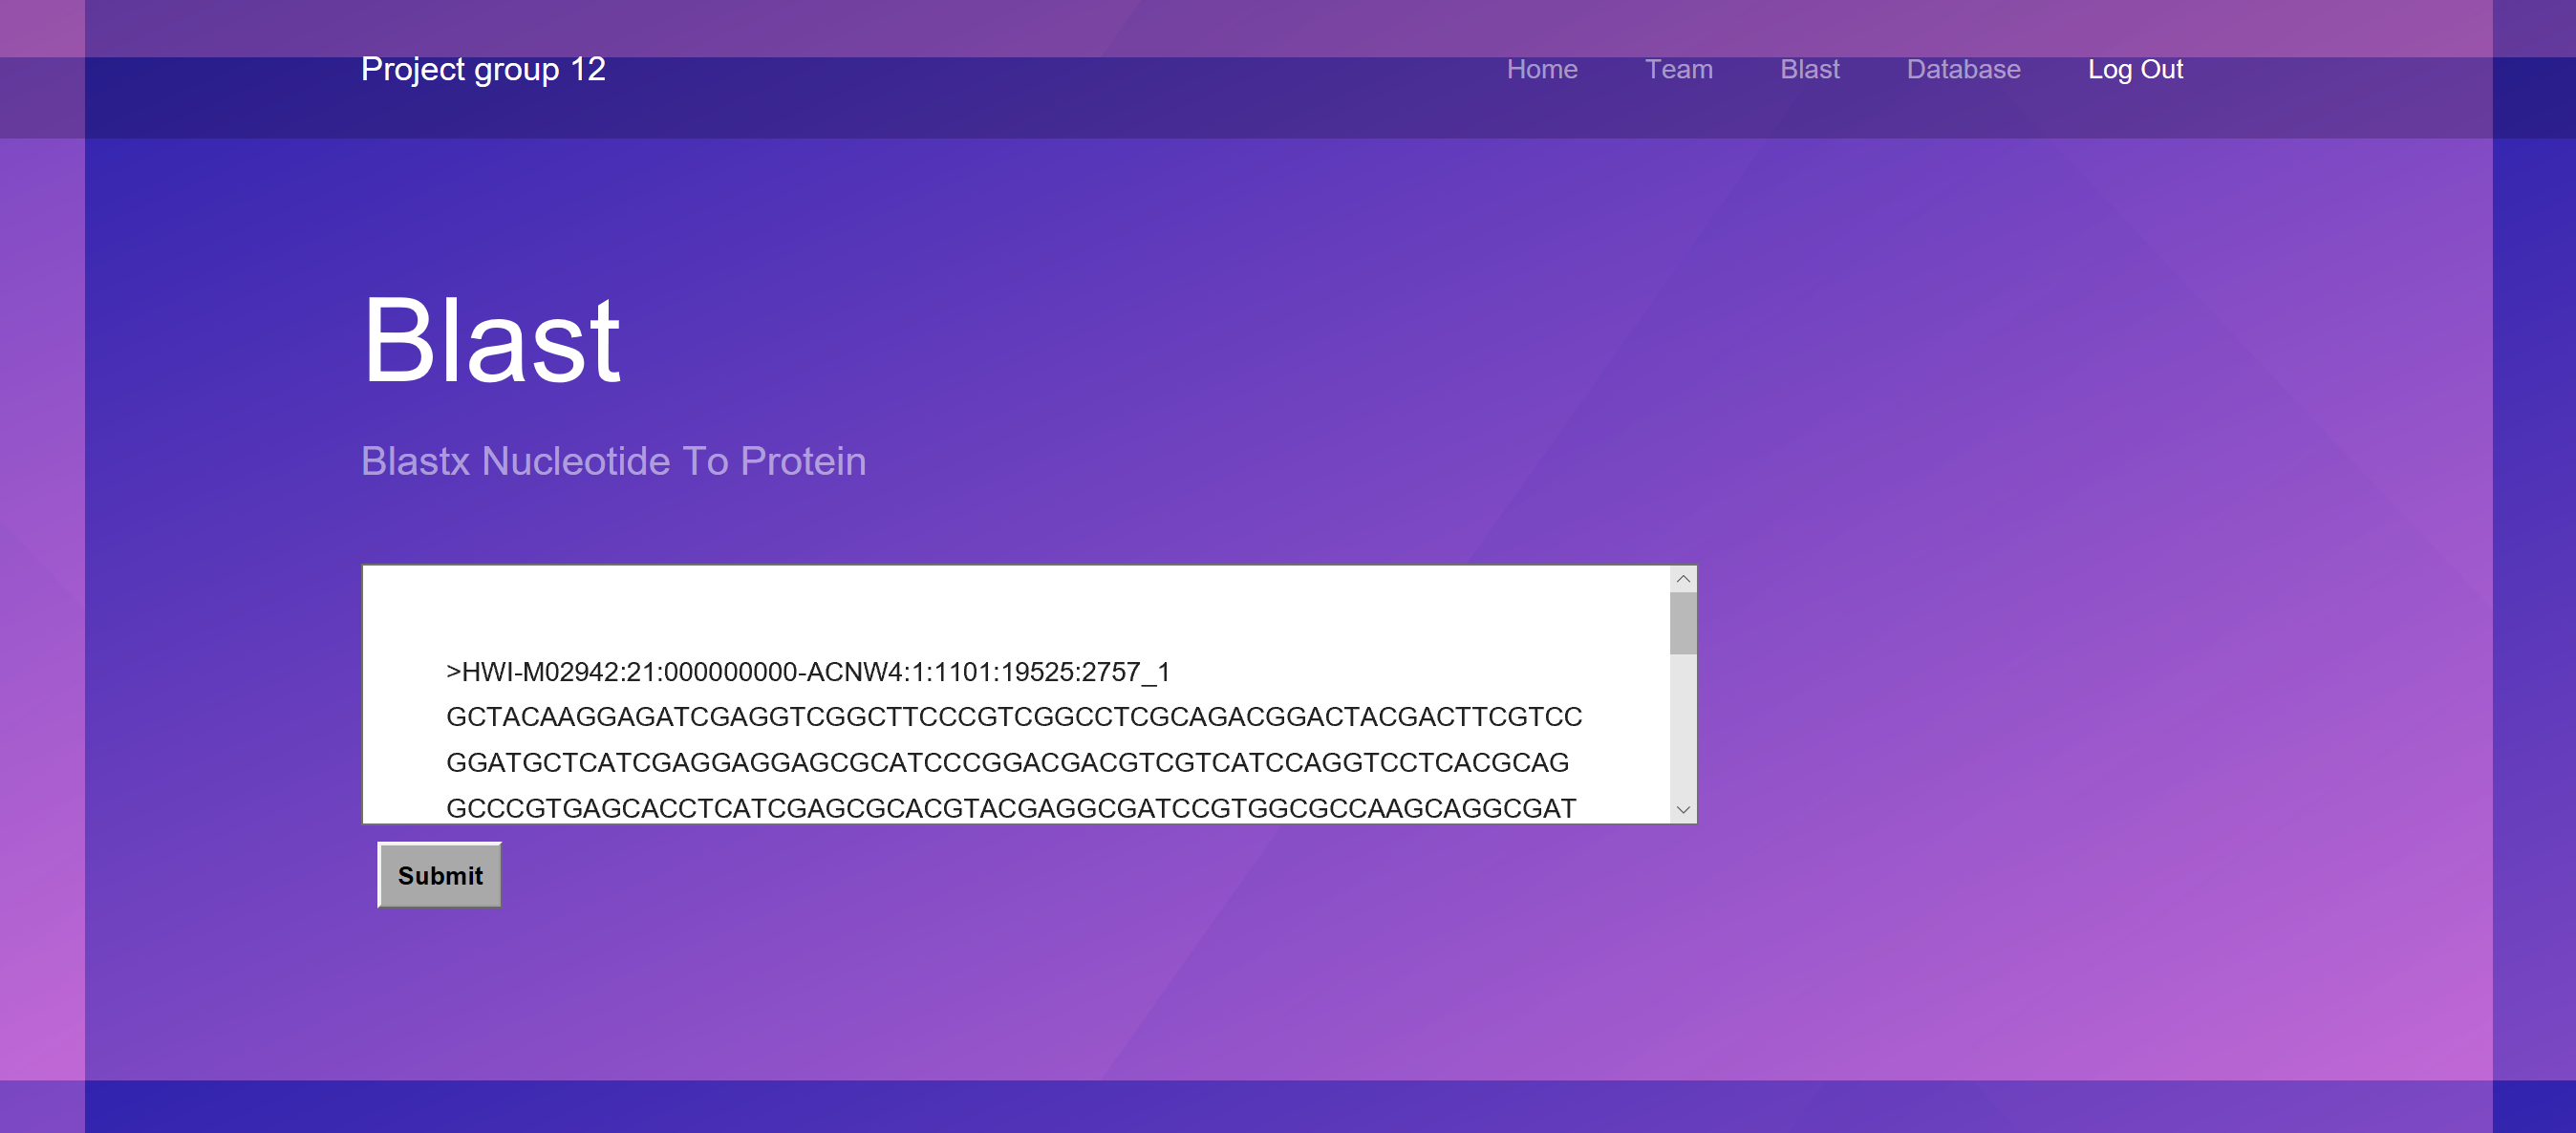 Project group 12
Home Team Blast Database Log Out
Blast
Blastx Nucleotide To Protein
>HWI-M02942:21:000000000-ACNW4:1:1101:19525:2757_1
GCTACAAGGAGATCGAGGTCGGCTTCCCGTCGGCCTCGCAGACGGACTACGACTTCGTCC
GGATGCTCATCGAGGAGGAGCGCATCCCGGACGACGTCGTCATCCAGGTCCTCACGCAG
GCCCGTGAGCACCTCATCGAGCGCACGTACGAGGCGATCCGTGGCGCCAAGCAGGCGAT
Submit